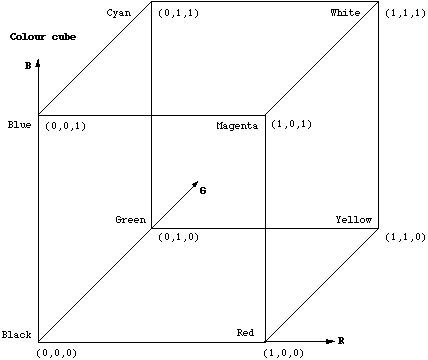 Cyan (0,1,1) White (1,1,1)
Colour cube
B
Blue (0,0,1) Magenta (1,0,1)
G
Green (0,1,0) Yellow (1,1,0)
Black (0,0,0) Red (1,0,0) R